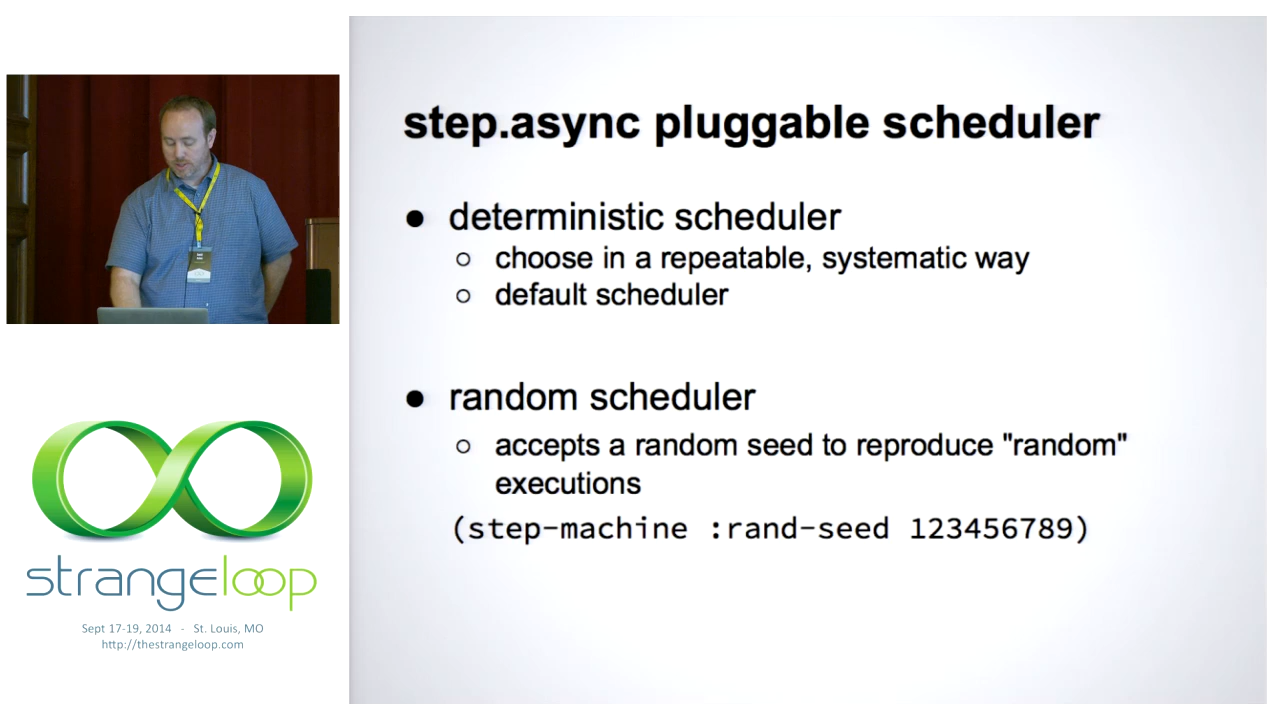 step.async pluggable scheduler
● deterministic scheduler
○ choose in a repeatable, systematic way
○ default scheduler
● random scheduler
○ accepts a random seed to reproduce "random"
executions
(step-machine :rand-seed 123456789)
strangeloop
Sept 17-19, 2014 - St. Louis, MO
http://thestrangeloop.com